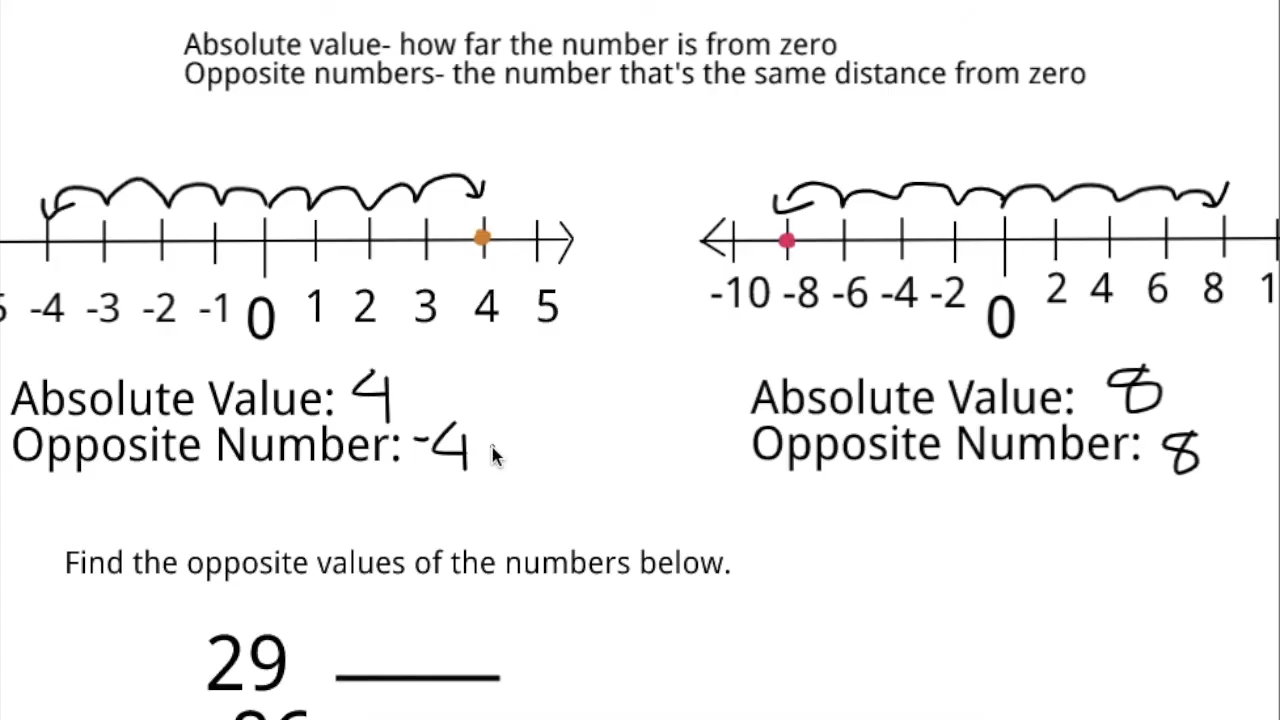 Absolute value- how far the number is from zero
Opposite numbers- the number that's the same distance from zero
-4 -3 -2 -1 0 1 2 3 4 5
-10 -8 -6 -4 -2 0 2 4 6 8
Absolute Value: 4
Opposite Number: -4
Absolute Value: 8
Opposite Number: 8
Find the opposite values of the numbers below.
29